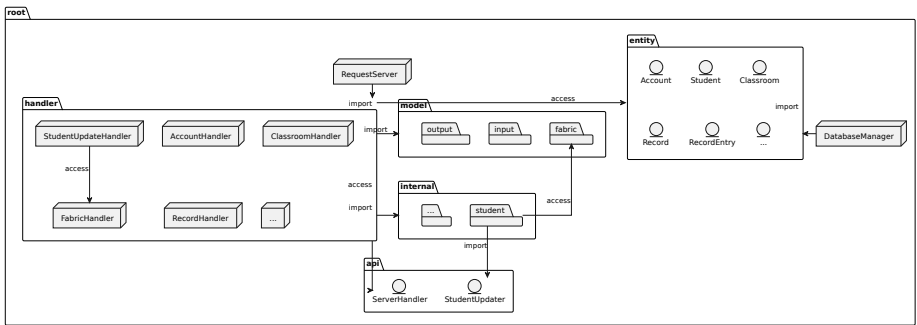 root
entity
RequestServer
Account
Student
Classroom
access
handler
import
model
import
StudentUpdateHandler
AccountHandler
ClassroomHandler
import
output
input
fabric
DatabaseManager
Record
RecordEntry
...
access
access
internal
import
access
FabricHandler
RecordHandler
...
...
student
import
api
ServerHandler
StudentUpdater